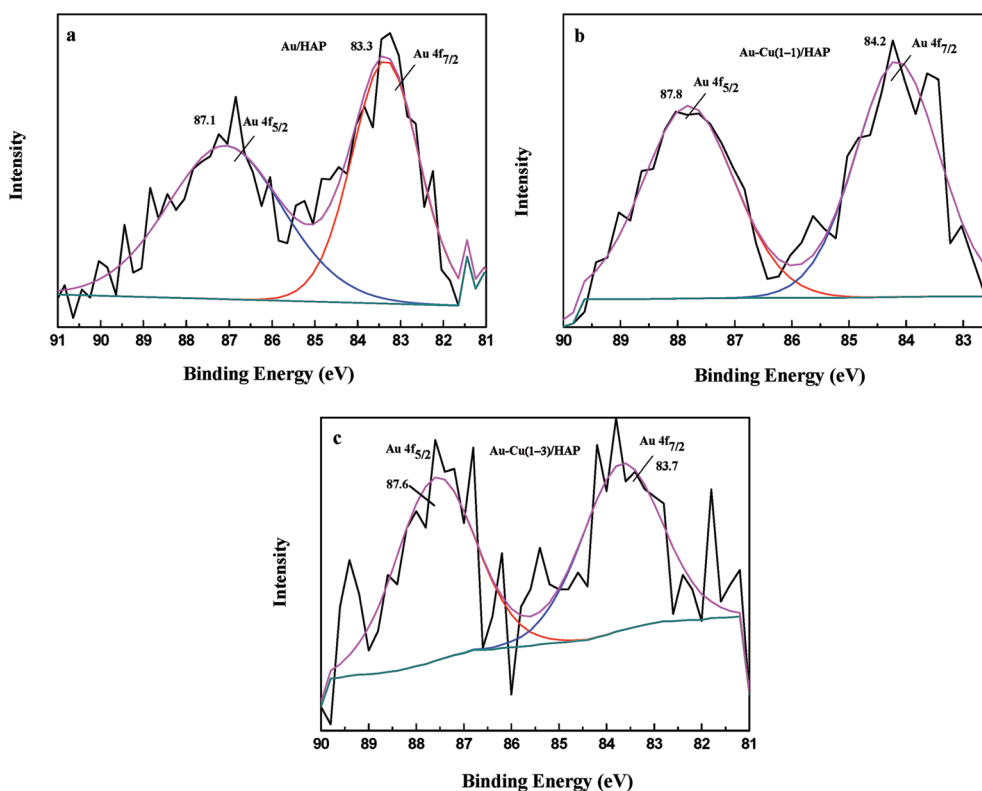 a
Au/HAP
83.3
Au 4f7/2
87.1
Au 4f5/2
Intensity
91 90 89 88 87 86 85 84 83 82 81
Binding Energy (eV)
b
Au-Cu(1–1)/HAP
84.2
Au 4f7/2
87.8
Au 4f5/2
Intensity
90 89 88 87 86 85 84 83
Binding Energy (eV)
c
Au 4f5/2
87.6
Au-Cu(1–3)/HAP
Au 4f7/2
83.7
Intensity
90 89 88 87 86 85 84 83 82 81
Binding Energy (eV)